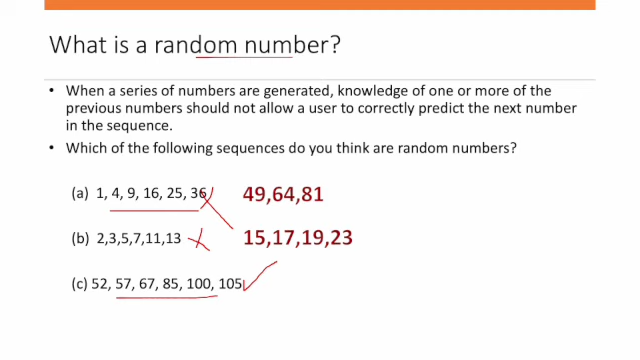 What is a random number?
• When a series of numbers are generated, knowledge of one or more of the
previous numbers should not allow a user to correctly predict the next number
in the sequence.
• Which of the following sequences do you think are random numbers?
(a) 1, 4, 9, 16, 25, 36 49,64,81
(b) 2,3,5,7,11,13 15,17,19,23
(c) 52, 57, 67, 85, 100, 105